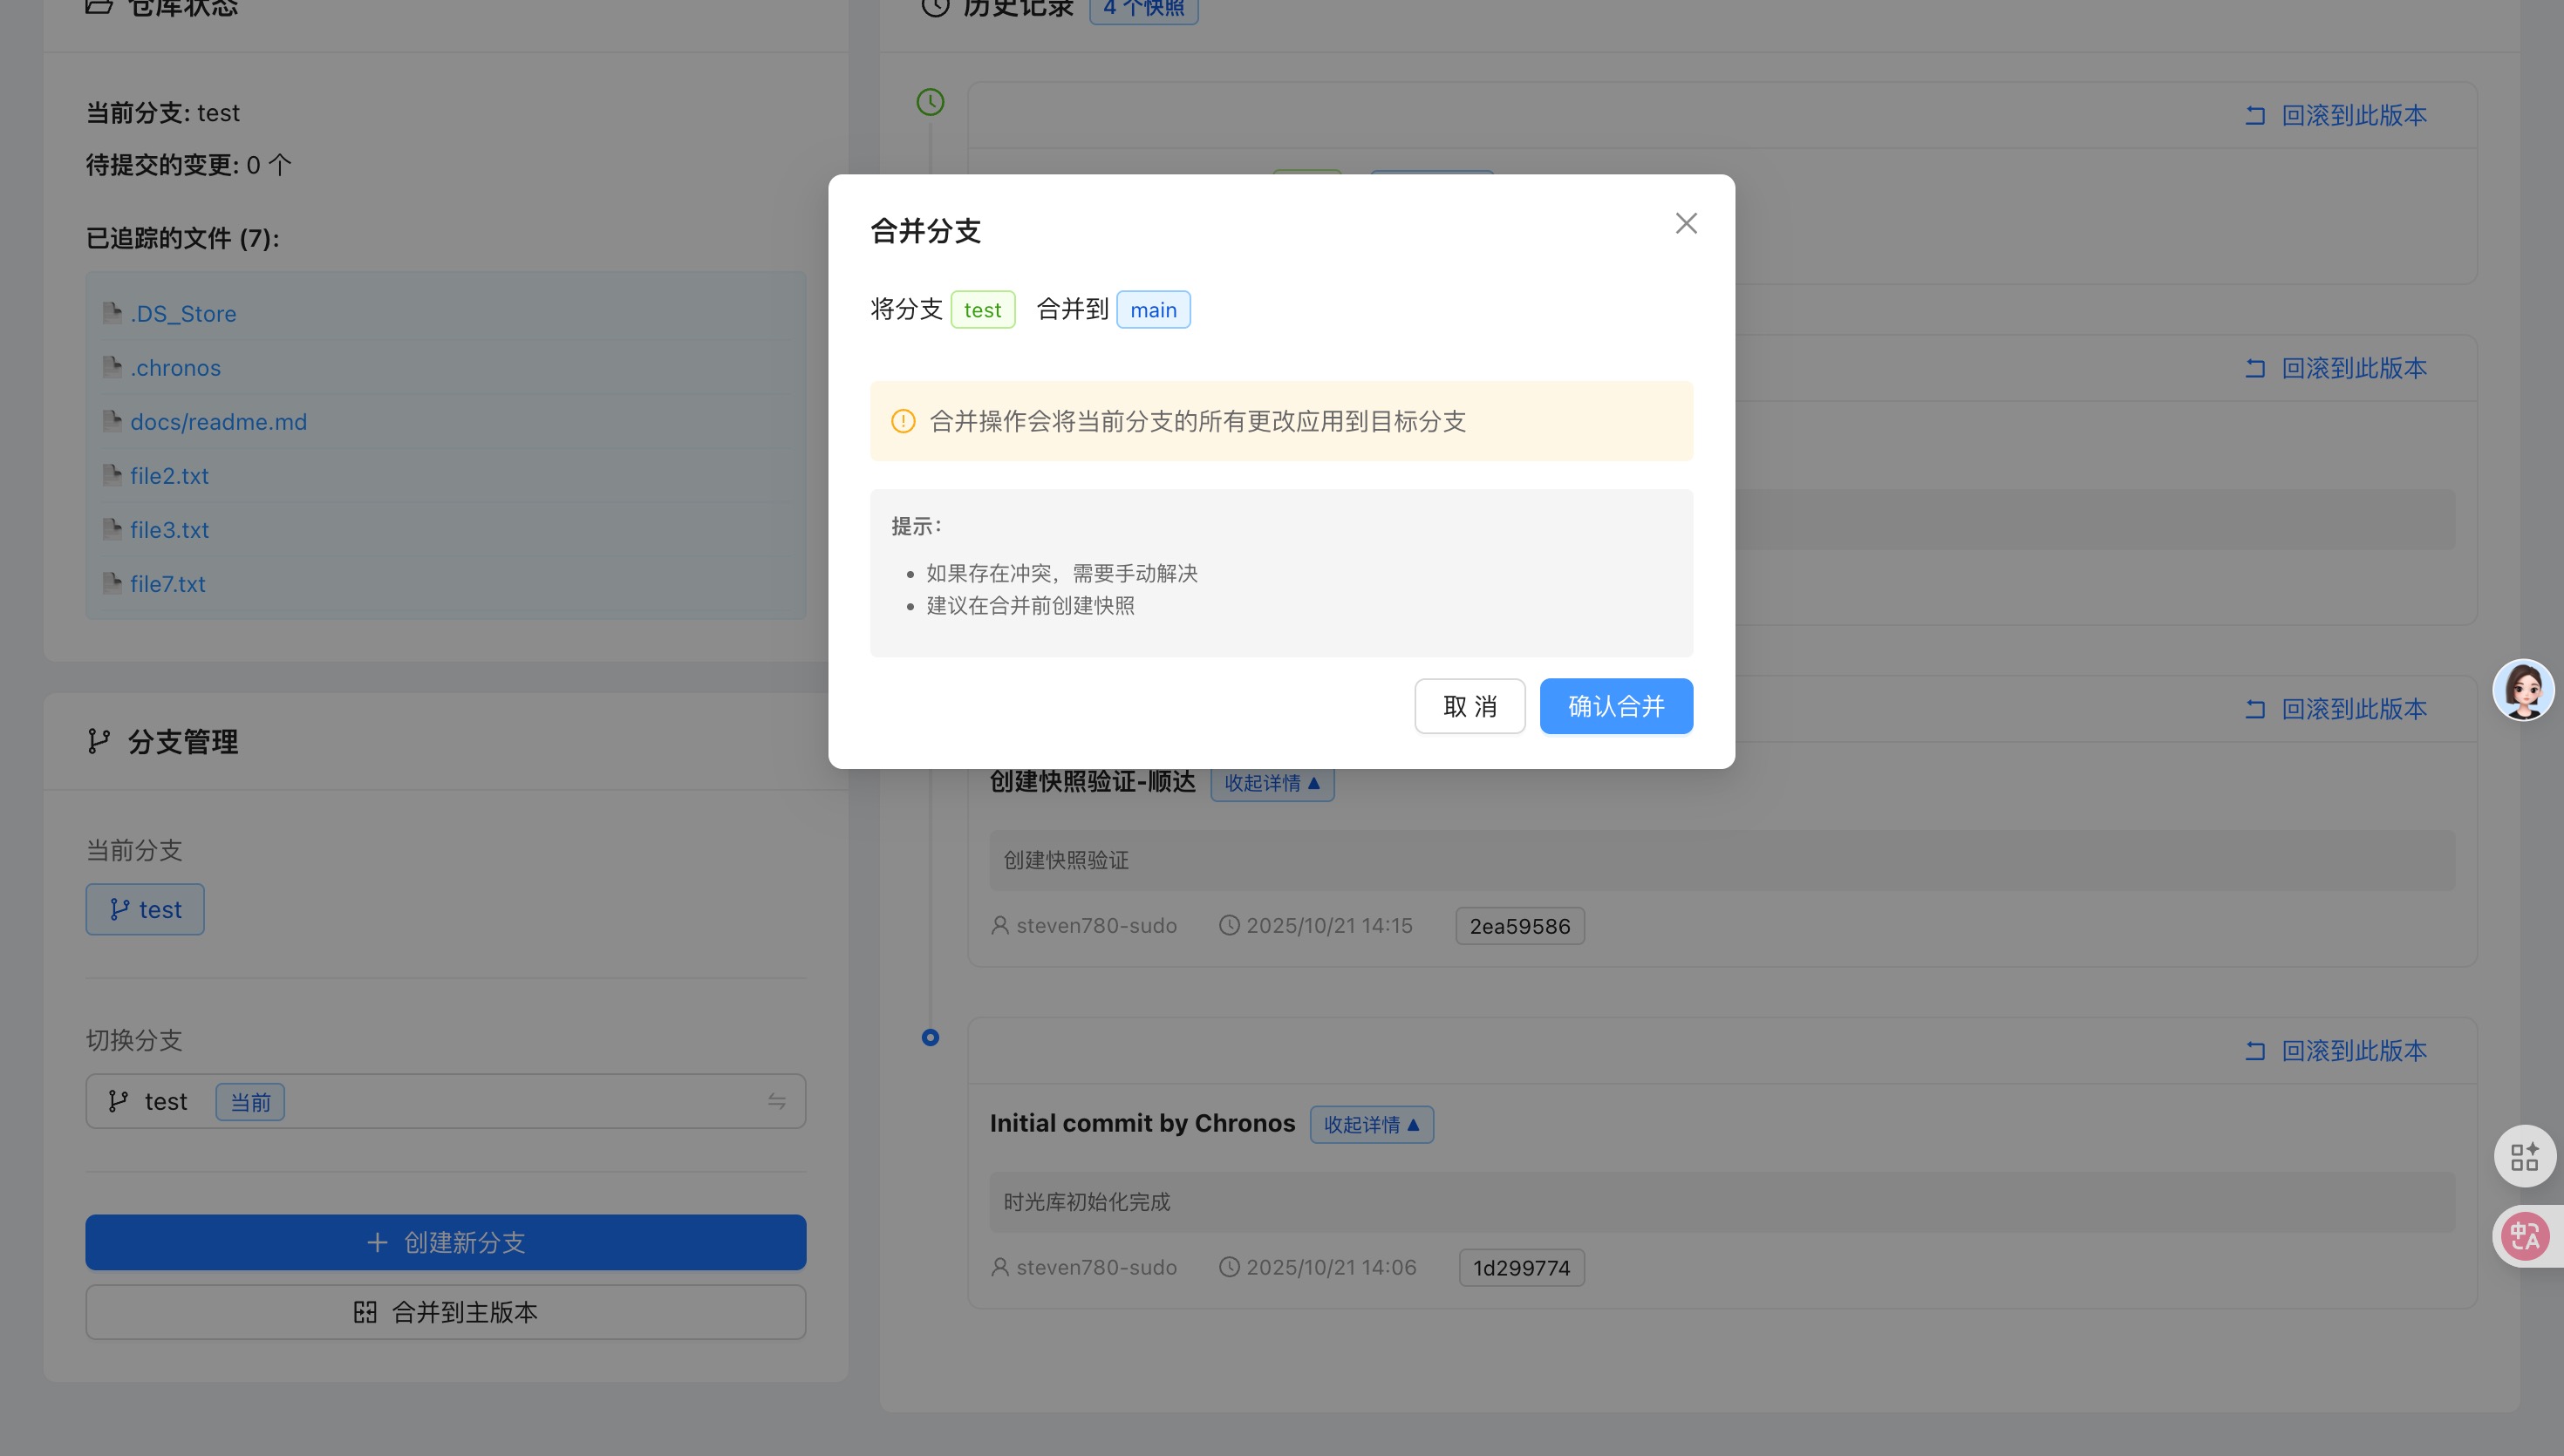 仓库状态
当前分支: test
待提交的变更: 0 个
已追踪的文件 (7):
.DS_Store
.chronos
docs/readme.md
file2.txt
file3.txt
file7.txt
分支管理
当前分支
test
切换分支
test 当前
创建新分支
合并到主版本
历史记录 4 个快照
回滚到此版本
回滚到此版本
合并分支
将分支 test 合并到 main
合并操作会将当前分支的所有更改应用到目标分支
提示：
如果存在冲突，需要手动解决
建议在合并前创建快照
取 消 确认合并
回滚到此版本
创建快照验证-顺达 收起详情 ▲
创建快照验证
steven780-sudo 2025/10/21 14:15 2ea59586
回滚到此版本
Initial commit by Chronos 收起详情 ▲
时光库初始化完成
steven780-sudo 2025/10/21 14:06 1d299774
中A